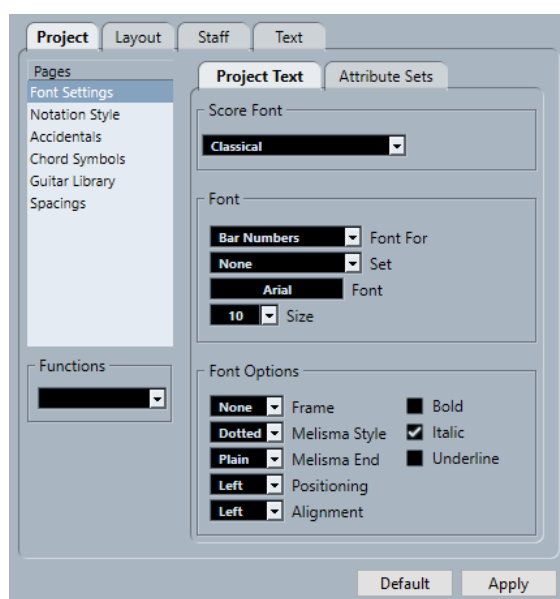 Project Layout Staff Text
Pages
Font Settings
Notation Style
Accidentals
Chord Symbols
Guitar Library
Spacings
Functions
Project Text Attribute Sets
Score Font
Classical
Font
Bar Numbers Font For
None Set
Arial Font
10 Size
Font Options
None Frame Bold
Dotted Melisma Style Italic
Plain Melisma End Underline
Left Positioning
Left Alignment
Default Apply